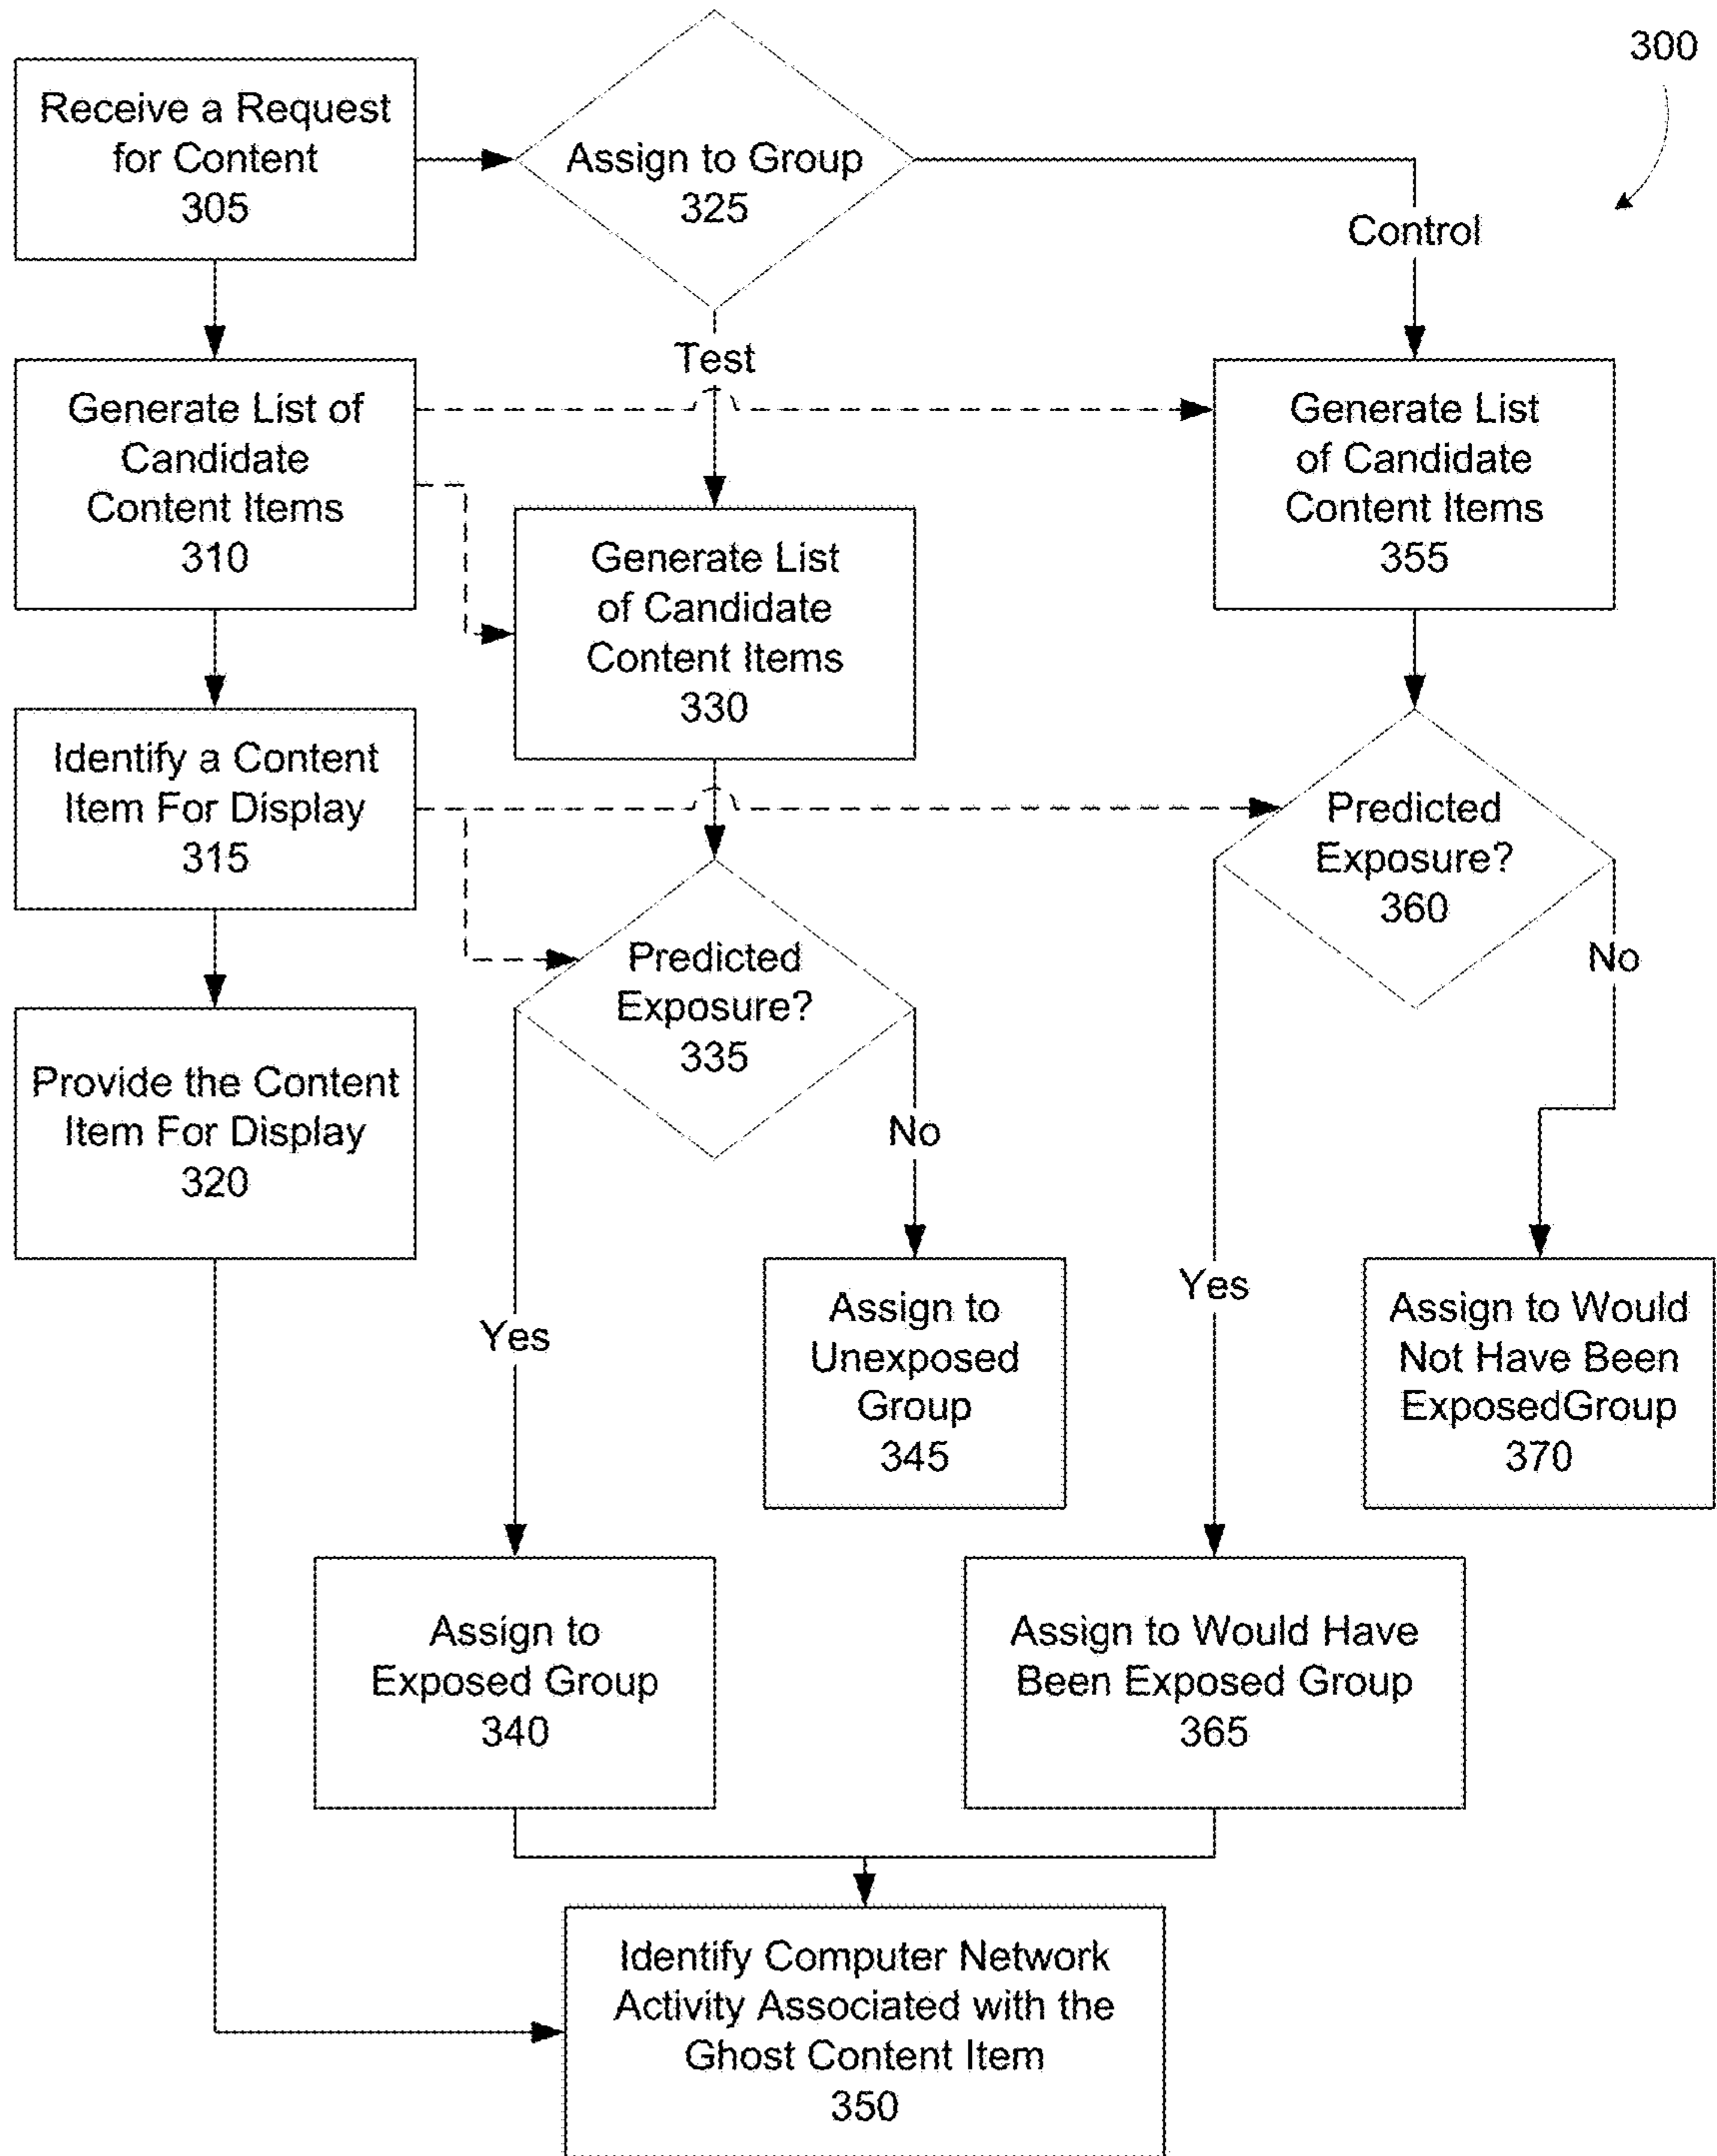 300
Receive a Request
for Content
305
Assign to Group
325
Control
Test
Generate List of
Candidate
Content Items
310
Generate List
of Candidate
Content Items
330
Generate List
of Candidate
Content Items
355
Identify a Content
Item For Display
315
Predicted
Exposure?
335
Predicted
Exposure?
360
No
Provide the Content
Item For Display
320
No
Yes
Yes
Assign to
Unexposed
Group
345
Assign to Would
Not Have Been
ExposedGroup
370
Assign to
Exposed Group
340
Assign to Would Have
Been Exposed Group
365
Identify Computer Network
Activity Associated with the
Ghost Content Item
350